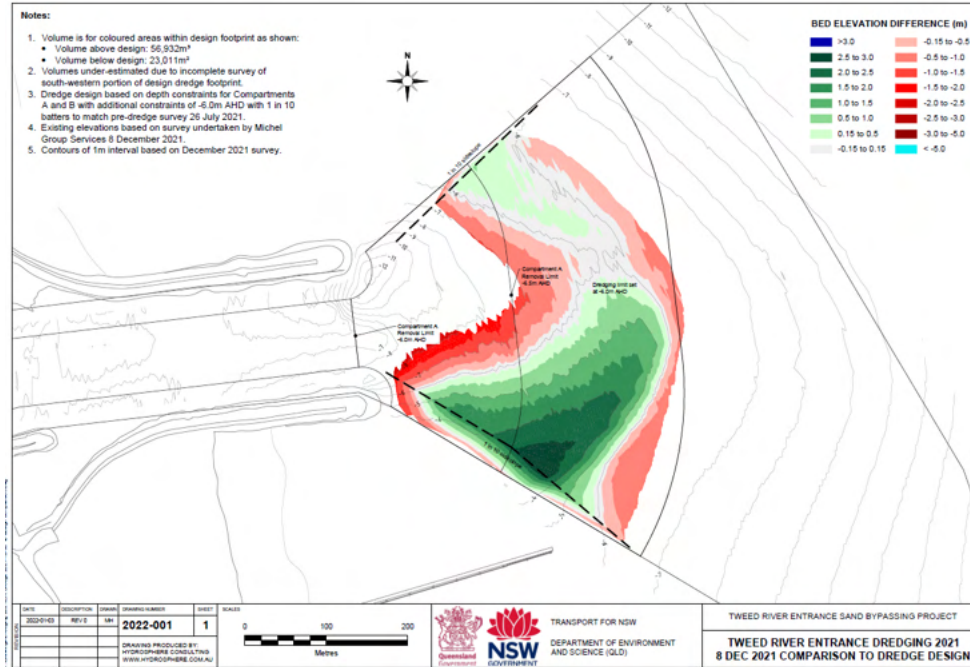 Notes:
1. Volume is for coloured areas within design footprint as shown:
• Volume above design: 56,932m³
• Volume below design: 23,011m³
2. Volumes under-estimated due to incomplete survey of
south-western portion of design dredge footprint.
3. Dredge design based on depth constraints for Compartments
A and B with additional constraints of -6.0m AHD with 1 in 10
batters to match pre-dredge survey 26 July 2021.
4. Existing elevations based on survey undertaken by Michel
Group Services 8 December 2021.
5. Contours of 1m interval based on December 2021 survey.
N
BED ELEVATION DIFFERENCE (m)
>3.0
2.5 to 3.0
2.0 to 2.5
1.5 to 2.0
1.0 to 1.5
0.5 to 1.0
0.15 to 0.5
-0.15 to 0.15
-0.15 to -0.5
-0.5 to -1.0
-1.0 to -1.5
-1.5 to -2.0
-2.0 to -2.5
-2.5 to -3.0
-3.0 to -5.0
< -5.0
1 in 10 sideslope
Compartment A
Removal Limit
Dredging limit set
at -6.0m AHD
Compartment A
Removal Limit
1 in 10 sideslope
REVISION
DATE
DESCRIPTION
DRAWN
DRAWING NUMBER
SHEET
SCALES
REV 0
MH
2022-001
1
DRAWING PRODUCED BY:
HYDROSPHERE CONSULTING
WWW.HYDROSPHERE.COM.AU
0
100
200
Metres
Queensland
Government
NSW
GOVERNMENT
TRANSPORT FOR NSW
DEPARTMENT OF ENVIRONMENT
AND SCIENCE (QLD)
TWEED RIVER ENTRANCE SAND BYPASSING PROJECT
TWEED RIVER ENTRANCE DREDGING 2021
8 DEC 2021 COMPARISON TO DREDGE DESIGN